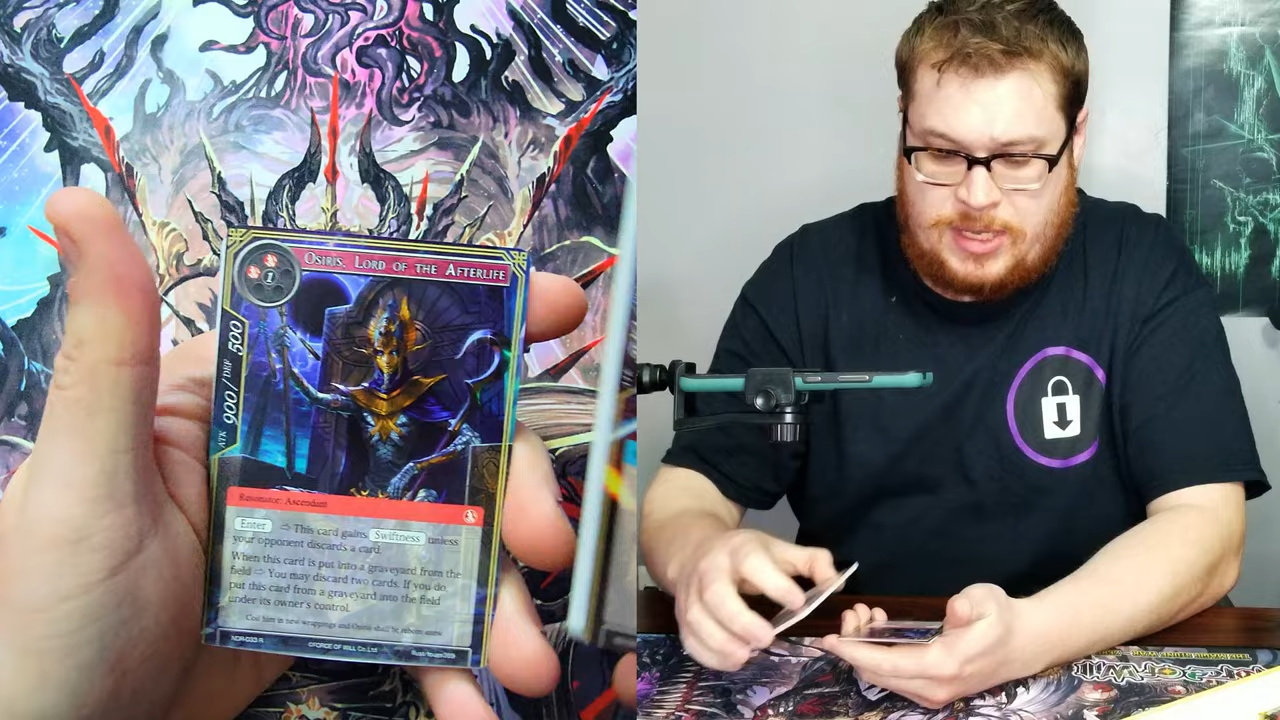 1
OSIRIS, LORD OF THE AFTERLIFE
ATK 900/DEF 500
Resonator: Ascendant
Enter ⇨ This card gains Swiftness unless
your opponent discards a card.
When this card is put into a graveyard from the
field ⇨ You may discard two cards. If you do,
put this card from a graveyard into the field
under its owner's control.
NDR-033 R
©FORCE OF WILL Co.,Ltd.